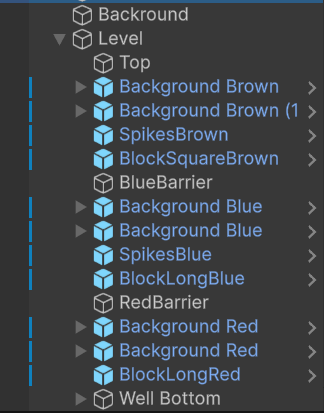 Backround
Level
Top
Background Brown
Background Brown (1
SpikesBrown
BlockSquareBrown
BlueBarrier
Background Blue
Background Blue
SpikesBlue
BlockLongBlue
RedBarrier
Background Red
Background Red
BlockLongRed
Well Bottom